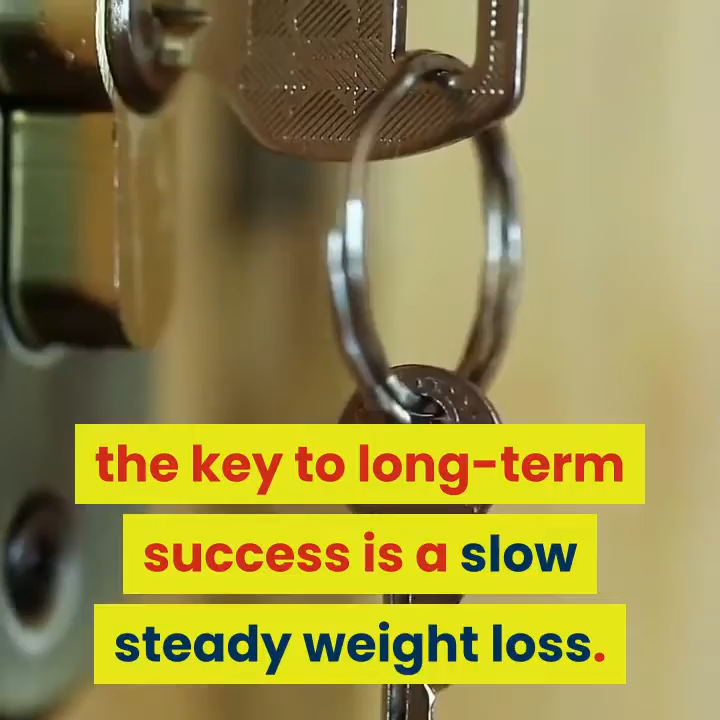 the key to long-term
success is a slow
steady weight loss.